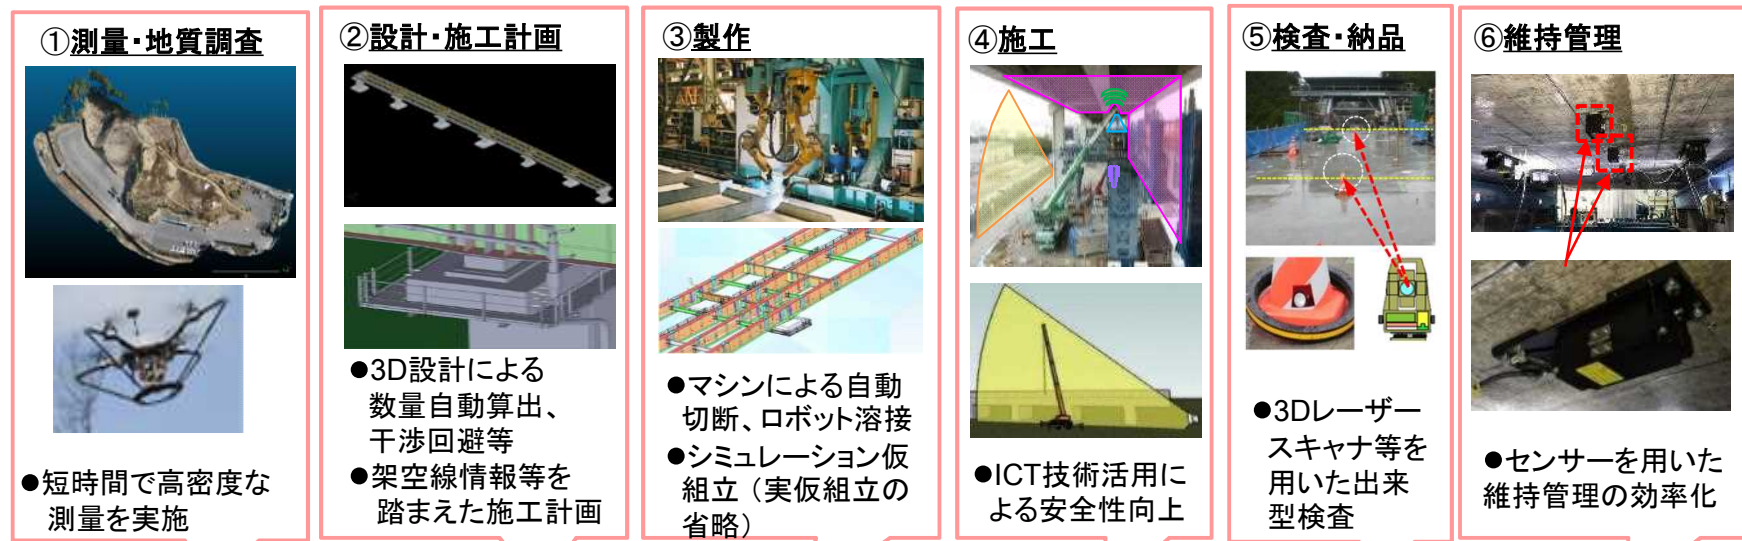 ①測量・地質調査
●短時間で高密度な
測量を実施
②設計・施工計画
●3D設計による
数量自動算出、
干渉回避等
●架空線情報等を
踏まえた施工計画
③製作
●マシンによる自動
切断、ロボット溶接
●シミュレーション仮
組立（実仮組立の
省略）
④施工
●ICT技術活用に
よる安全性向上
⑤検査・納品
●3Dレーザー
スキャナ等を
用いた出来
型検査
⑥維持管理
●センサーを用いた
維持管理の効率化